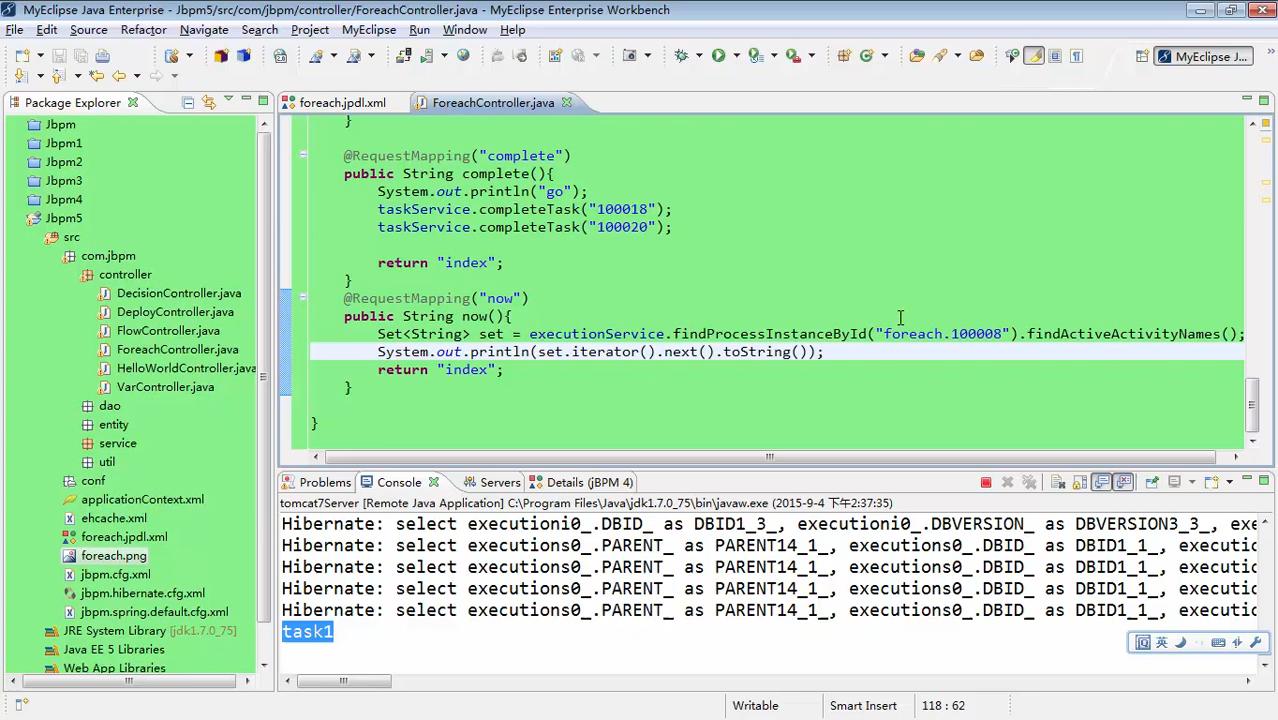 MyEclipse Java Enterprise - Jbpm5/src/com/jbpm/controller/ForeachController.java - MyEclipse Enterprise Workbench
File Edit Source Refactor Navigate Search Project MyEclipse Run Window Help
MyEclipse J...
Package Explorer
foreach.jpdl.xml
ForeachController.java
Jbpm
Jbpm1
Jbpm2
Jbpm3
Jbpm4
Jbpm5
src
com.jbpm
controller
DecisionController.java
DeployController.java
FlowController.java
ForeachController.java
HelloWorldController.java
VarController.java
dao
entity
service
util
conf
applicationContext.xml
ehcache.xml
foreach.jpdl.xml
foreach.png
jbpm.cfg.xml
jbpm.hibernate.cfg.xml
jbpm.spring.default.cfg.xml
JRE System Library [jdk1.7.0_75]
Java EE 5 Libraries
Web App Libraries
}
@RequestMapping("complete")
public String complete(){
System.out.println("go");
taskService.completeTask("100018");
taskService.completeTask("100020");
return "index";
}
@RequestMapping("now")
public String now(){
Set<String> set = executionService.findProcessInstanceById("foreach.100008").findActiveActivityNames();
System.out.println(set.iterator().next().toString());
return "index";
}
}
Problems Console Servers Details (jBPM 4)
tomcat7Server [Remote Java Application] C:\Program Files\Java\jdk1.7.0_75\bin\javaw.exe (2015-9-4 下午2:37:35)
Hibernate: select executioni0_.DBID_ as DBID1_3_, executioni0_.DBVERSION_ as DBVERSION3_3_, exe
Hibernate: select executions0_.PARENT_ as PARENT14_1_, executions0_.DBID_ as DBID1_1_, executio
Hibernate: select executions0_.PARENT_ as PARENT14_1_, executions0_.DBID_ as DBID1_1_, executio
Hibernate: select executions0_.PARENT_ as PARENT14_1_, executions0_.DBID_ as DBID1_1_, executio
Hibernate: select executions0_.PARENT_ as PARENT14_1_, executions0_.DBID_ as DBID1_1_, executio
task1
英
Writable
Smart Insert
118 : 62